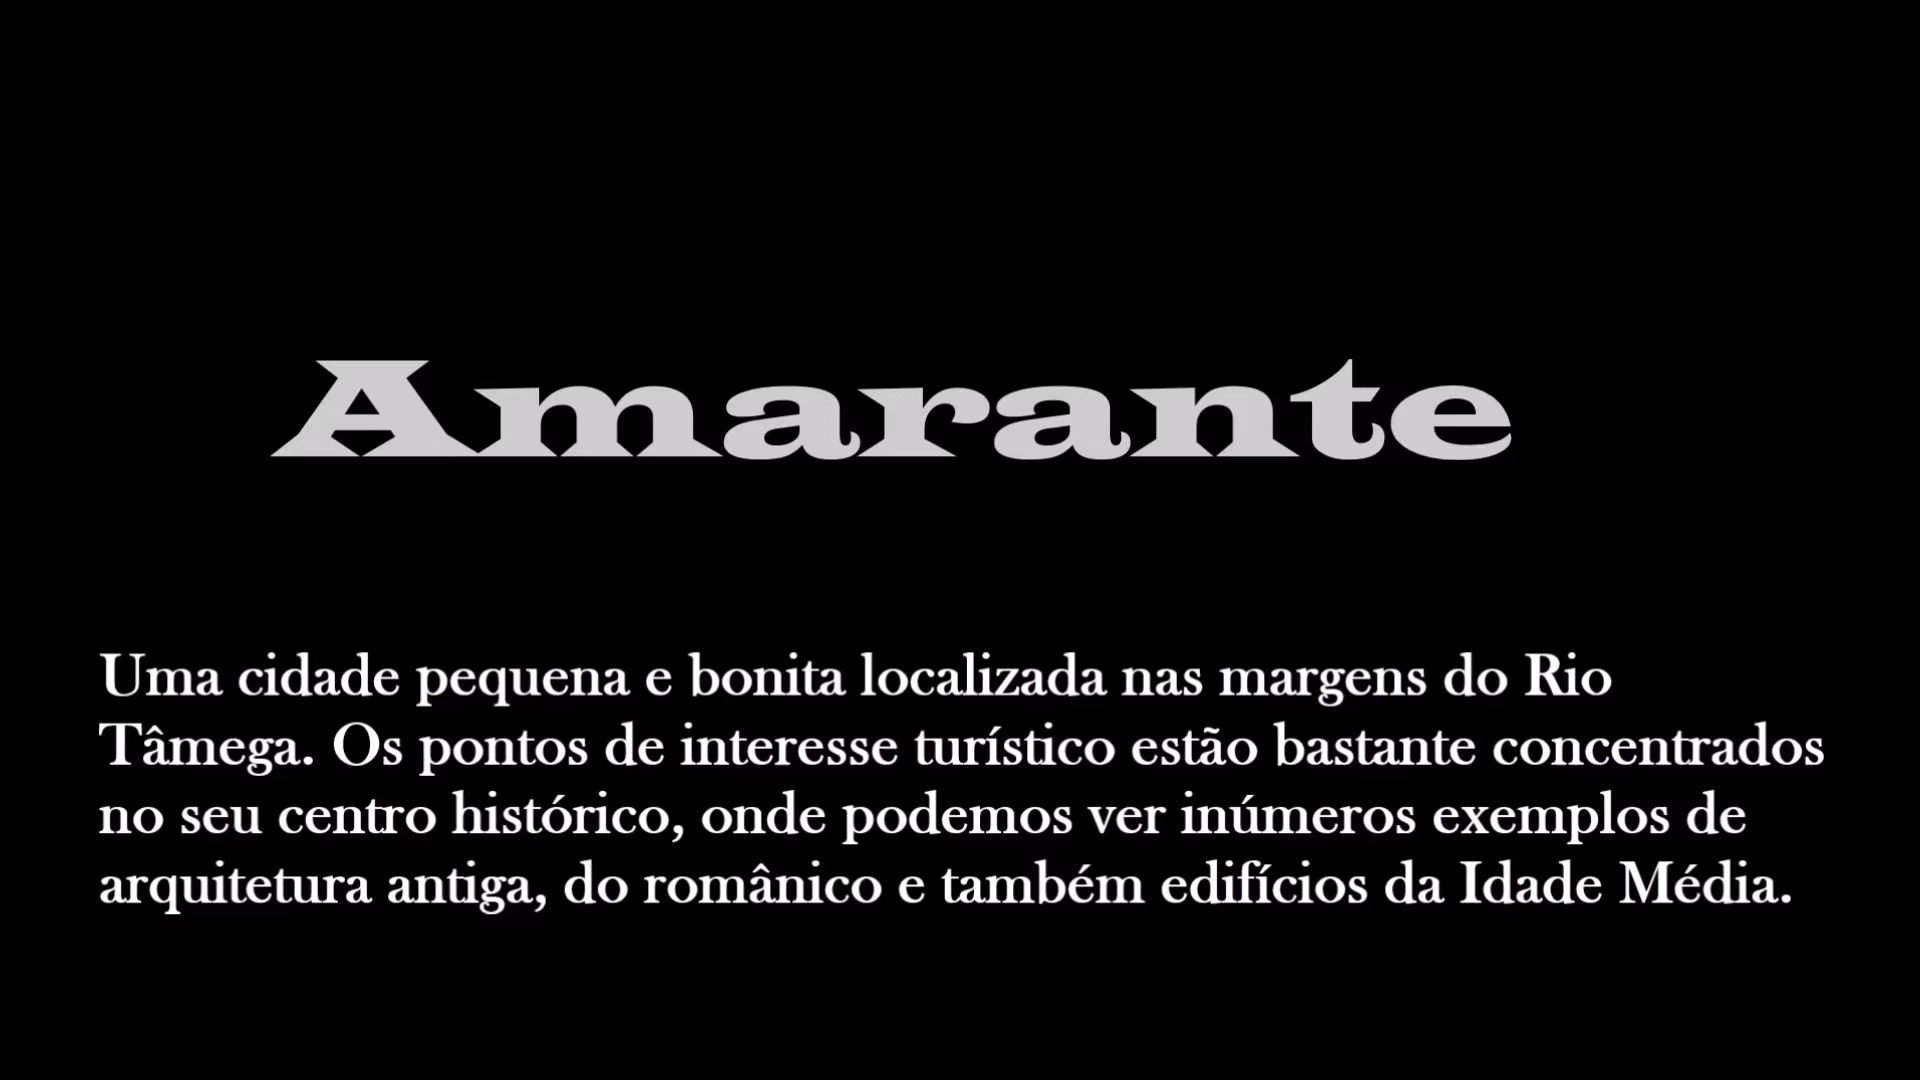 Amarante
Uma cidade pequena e bonita localizada nas margens do Rio
Tâmega. Os pontos de interesse turístico estão bastante concentrados
no seu centro histórico, onde podemos ver inúmeros exemplos de
arquitetura antiga, do românico e também edifícios da Idade Média.